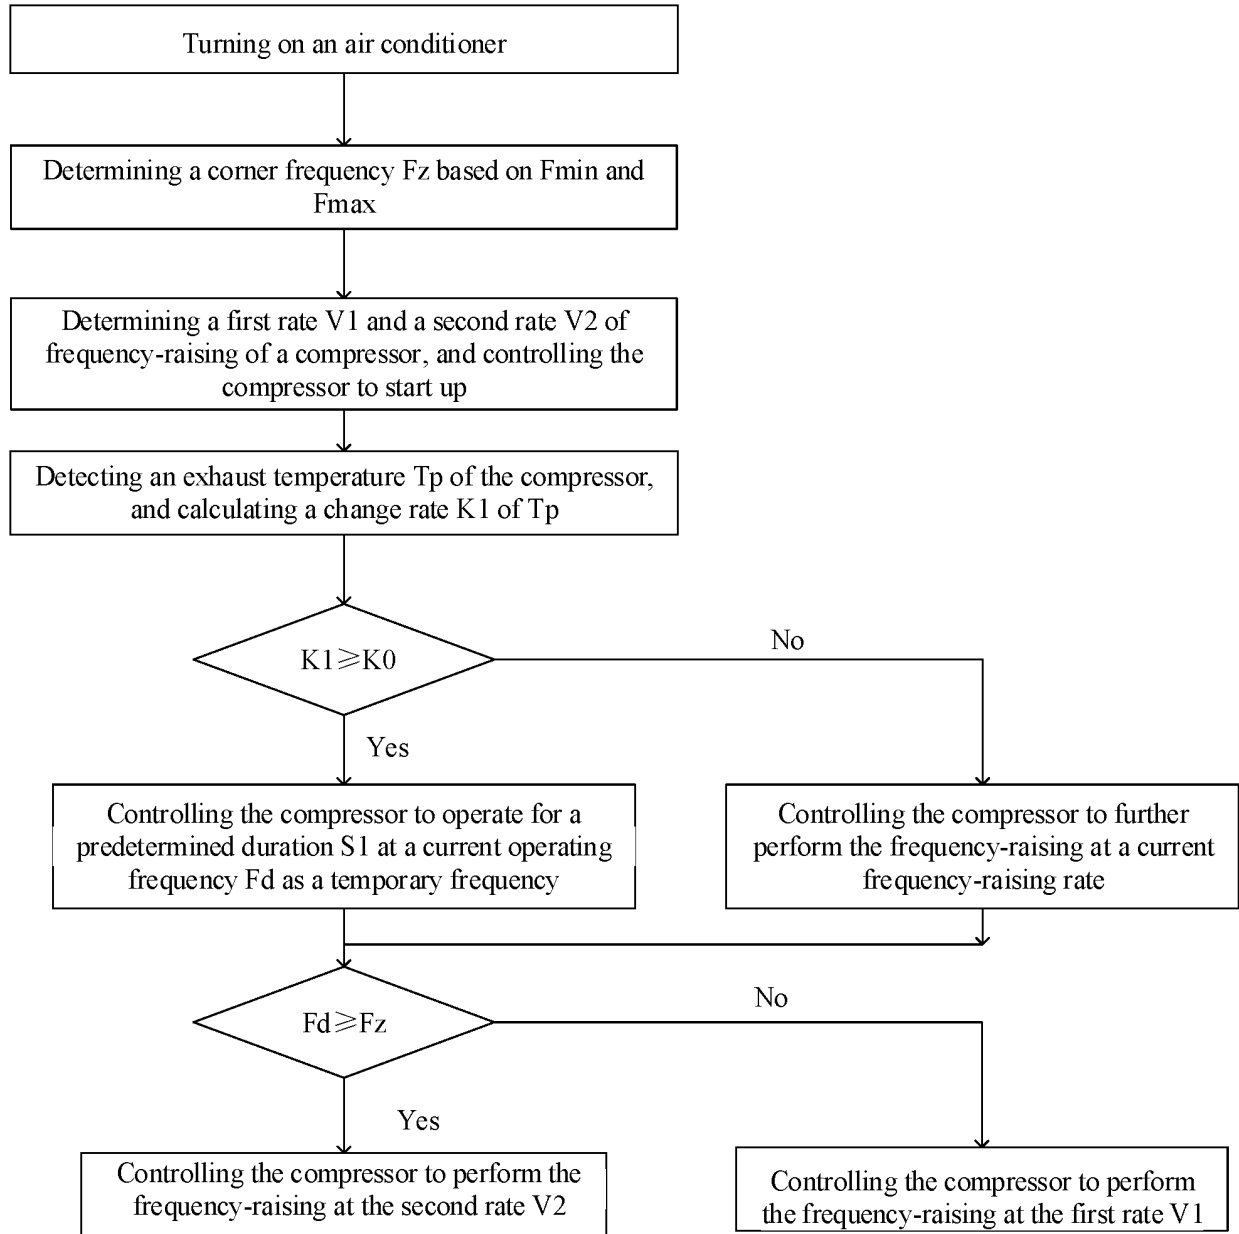 Turning on an air conditioner
Determining a corner frequency Fz based on Fmin and
Fmax
Determining a first rate V1 and a second rate V2 of
frequency-raising of a compressor, and controlling the
compressor to start up
Detecting an exhaust temperature Tp of the compressor,
and calculating a change rate K1 of Tp
K1≥K0
No
Yes
Controlling the compressor to operate for a
predetermined duration S1 at a current operating
frequency Fd as a temporary frequency
Controlling the compressor to further
perform the frequency-raising at a current
frequency-raising rate
Fd≥Fz
No
Yes
Controlling the compressor to perform the
frequency-raising at the second rate V2
Controlling the compressor to perform
the frequency-raising at the first rate V1